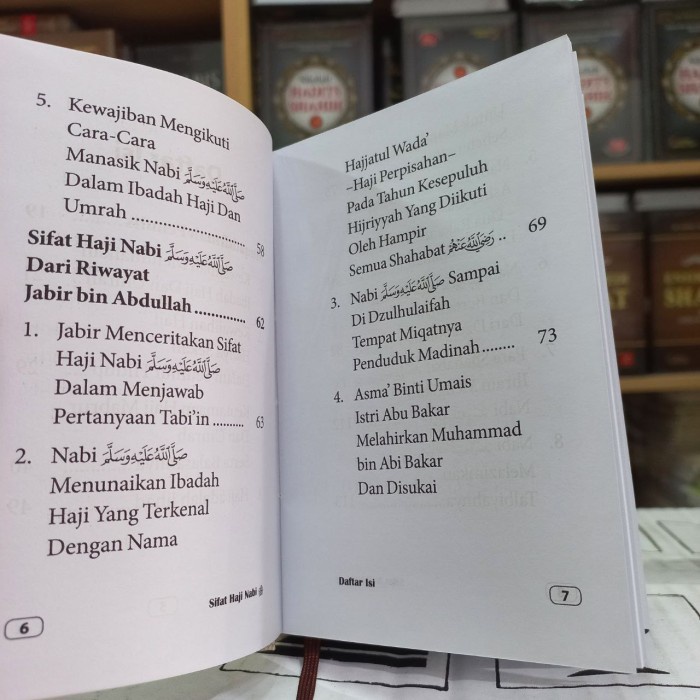 5. Kewajiban Mengikuti
Cara-Cara
Manasik Nabi ﷺ
Dalam Ibadah Haji Dan
Umrah .......................... 58
Sifat Haji Nabi ﷺ
Dari Riwayat
Jabir bin Abdullah ............ 62
1. Jabir Menceritakan Sifat
Haji Nabi ﷺ
Dalam Menjawab
Pertanyaan Tabi'in .......... 63
2. Nabi ﷺ
Menunaikan Ibadah
Haji Yang Terkenal
Dengan Nama
Sifat Haji Nabi ﷺ
6
Hajjatul Wada'
–Haji Perpisahan–
Pada Tahun Kesepuluh
Hijriyyah Yang Diikuti
Oleh Hampir
Semua Shahabat رَضِيَ اللَّهُ عَنْهُمْ .. 69
3. Nabi ﷺ Sampai
Di Dzulhulaifah
Tempat Miqatnya
Penduduk Madinah ........ 73
4. Asma' Binti Umais
Istri Abu Bakar
Melahirkan Muhammad
bin Abi Bakar
Dan Disukai
Daftar Isi
7